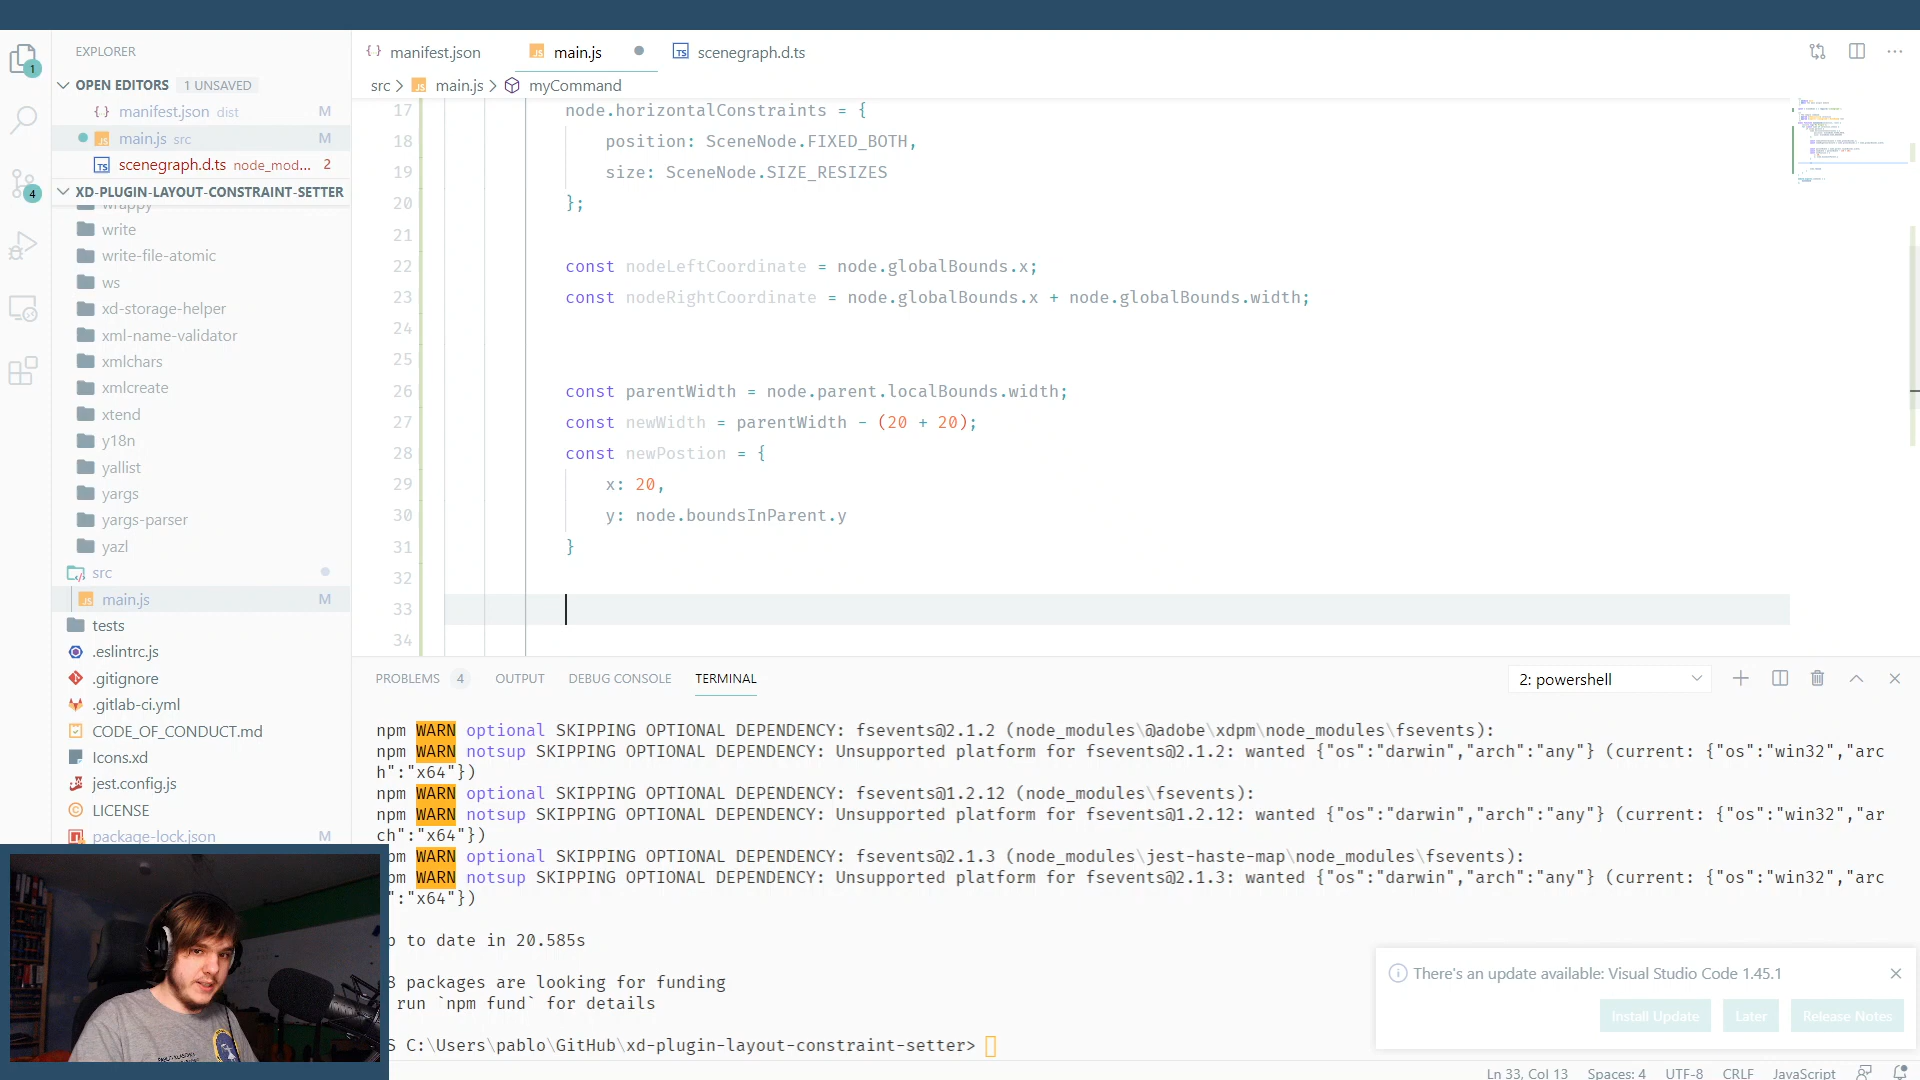 EXPLORER
OPEN EDITORS 1 UNSAVED
manifest.json dist M
main.js src M
scenegraph.d.ts node_mod... 2
XD-PLUGIN-LAYOUT-CONSTRAINT-SETTER
wrappy
write
write-file-atomic
ws
xd-storage-helper
xml-name-validator
xmlchars
xmlcreate
xtend
y18n
yallist
yargs
yargs-parser
yazl
src
main.js M
tests
.eslintrc.js
.gitignore
.gitlab-ci.yml
CODE_OF_CONDUCT.md
Icons.xd
jest.config.js
LICENSE
package-lock.json M
1
4
manifest.json main.js scenegraph.d.ts
src > main.js > myCommand
17 node.horizontalConstraints = {
18 position: SceneNode.FIXED_BOTH,
19 size: SceneNode.SIZE_RESIZES
20 };
21
22 const nodeLeftCoordinate = node.globalBounds.x;
23 const nodeRightCoordinate = node.globalBounds.x + node.globalBounds.width;
24
25
26 const parentWidth = node.parent.localBounds.width;
27 const newWidth = parentWidth - (20 + 20);
28 const newPostion = {
29 x: 20,
30 y: node.boundsInParent.y
31 }
32
33
34
PROBLEMS 4 OUTPUT DEBUG CONSOLE TERMINAL 2: powershell
npm WARN optional SKIPPING OPTIONAL DEPENDENCY: fsevents@2.1.2 (node_modules\@adobe\xdpm\node_modules\fsevents):
npm WARN notsup SKIPPING OPTIONAL DEPENDENCY: Unsupported platform for fsevents@2.1.2: wanted {"os":"darwin","arch":"any"} (current: {"os":"win32","arc
h":"x64"})
npm WARN optional SKIPPING OPTIONAL DEPENDENCY: fsevents@1.2.12 (node_modules\fsevents):
npm WARN notsup SKIPPING OPTIONAL DEPENDENCY: Unsupported platform for fsevents@1.2.12: wanted {"os":"darwin","arch":"any"} (current: {"os":"win32","ar
ch":"x64"})
pm WARN optional SKIPPING OPTIONAL DEPENDENCY: fsevents@2.1.3 (node_modules\jest-haste-map\node_modules\fsevents):
pm WARN notsup SKIPPING OPTIONAL DEPENDENCY: Unsupported platform for fsevents@2.1.3: wanted {"os":"darwin","arch":"any"} (current: {"os":"win32","arc
":"x64"})
p to date in 20.585s
8 packages are looking for funding
run `npm fund` for details
S C:\Users\pablo\GitHub\xd-plugin-layout-constraint-setter>
There's an update available: Visual Studio Code 1.45.1
Install Update Later Release Notes
Ln 33, Col 13 Spaces: 4 UTF-8 CRLF JavaScript